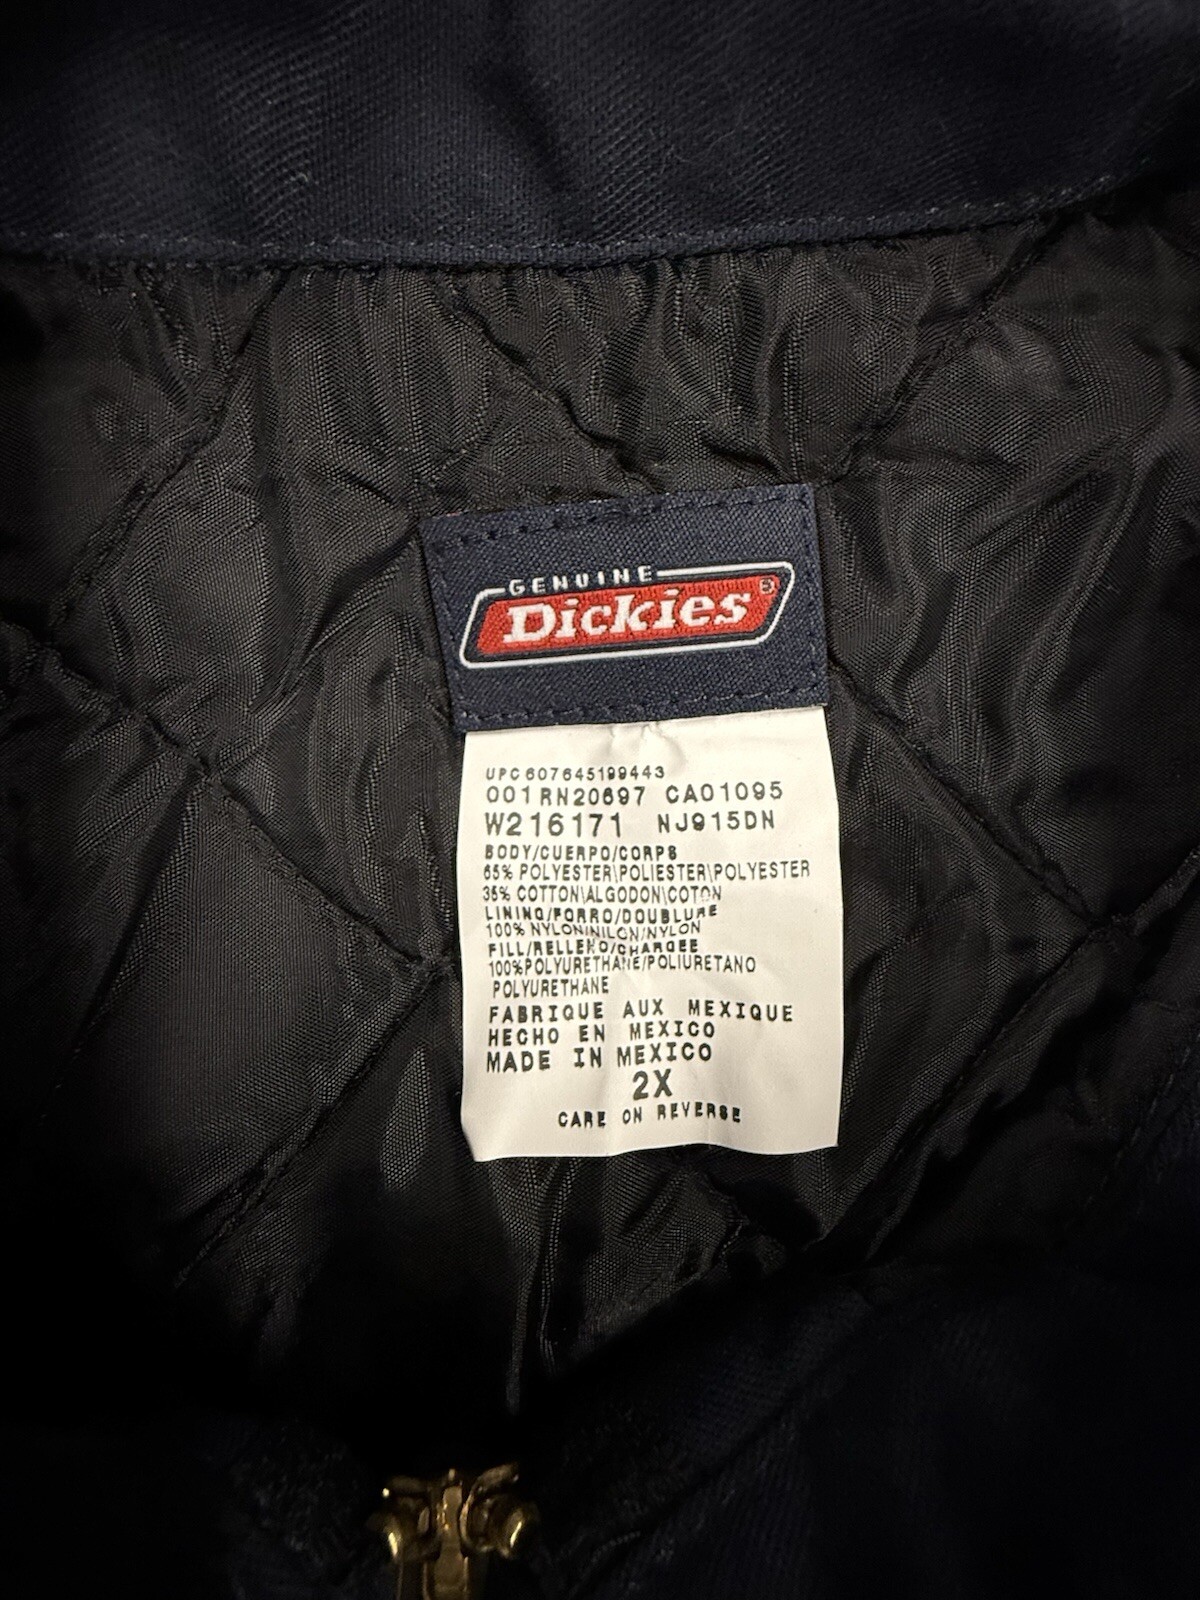 GENUINE
Dickies®
UPC607645199443
001RN20697 CA01095
W216171 NJ915DN
BODY/CUERPO/CORPS
65% POLYESTER\POLIESTER\POLYESTER
35% COTTON\ALGODON\COTON
LINING/FORRO/DOUBLURE
100% NYLON\NILON/NYLON
FILL/RELLENO/CHARGEE
100%POLYURETHANE/POLIURETANO
POLYURETHANE
FABRIQUE AUX MEXIQUE
HECHO EN MEXICO
MADE IN MEXICO
2X
CARE ON REVERSE